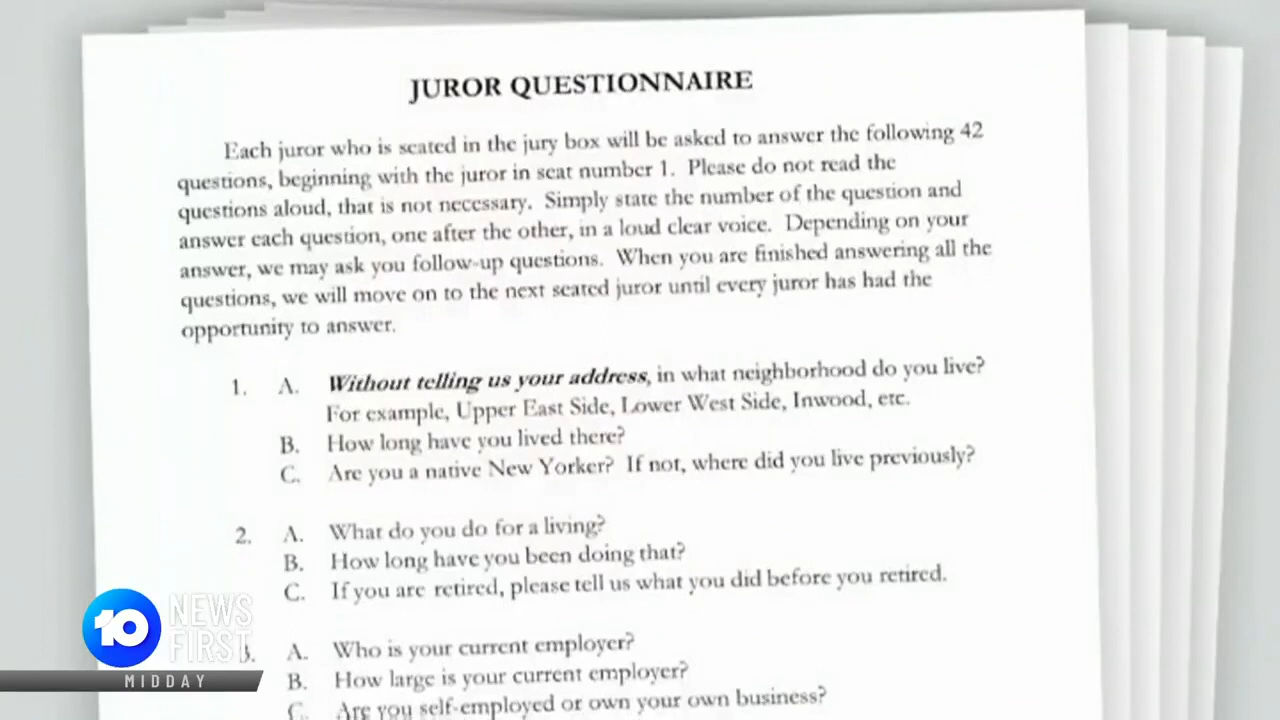 JUROR QUESTIONNAIRE
Each juror who is seated in the jury box will be asked to answer the following 42
questions, beginning with the juror in seat number 1. Please do not read the
questions aloud, that is not necessary. Simply state the number of the question and
answer each question, one after the other, in a loud clear voice. Depending on your
answer, we may ask you follow-up questions. When you are finished answering all the
questions, we will move on to the next seated juror until every juror has had the
opportunity to answer.
1. A. Without telling us your address, in what neighborhood do you live?
For example, Upper East Side, Lower West Side, Inwood, etc.
B. How long have you lived there?
C. Are you a native New Yorker? If not, where did you live previously?
2. A. What do you do for a living?
B. How long have you been doing that?
C. If you are retired, please tell us what you did before you retired.
A. Who is your current employer?
B. How large is your current employer?
C. Are you self-employed or own your own business?
10 NEWS
FIRST
MIDDAY